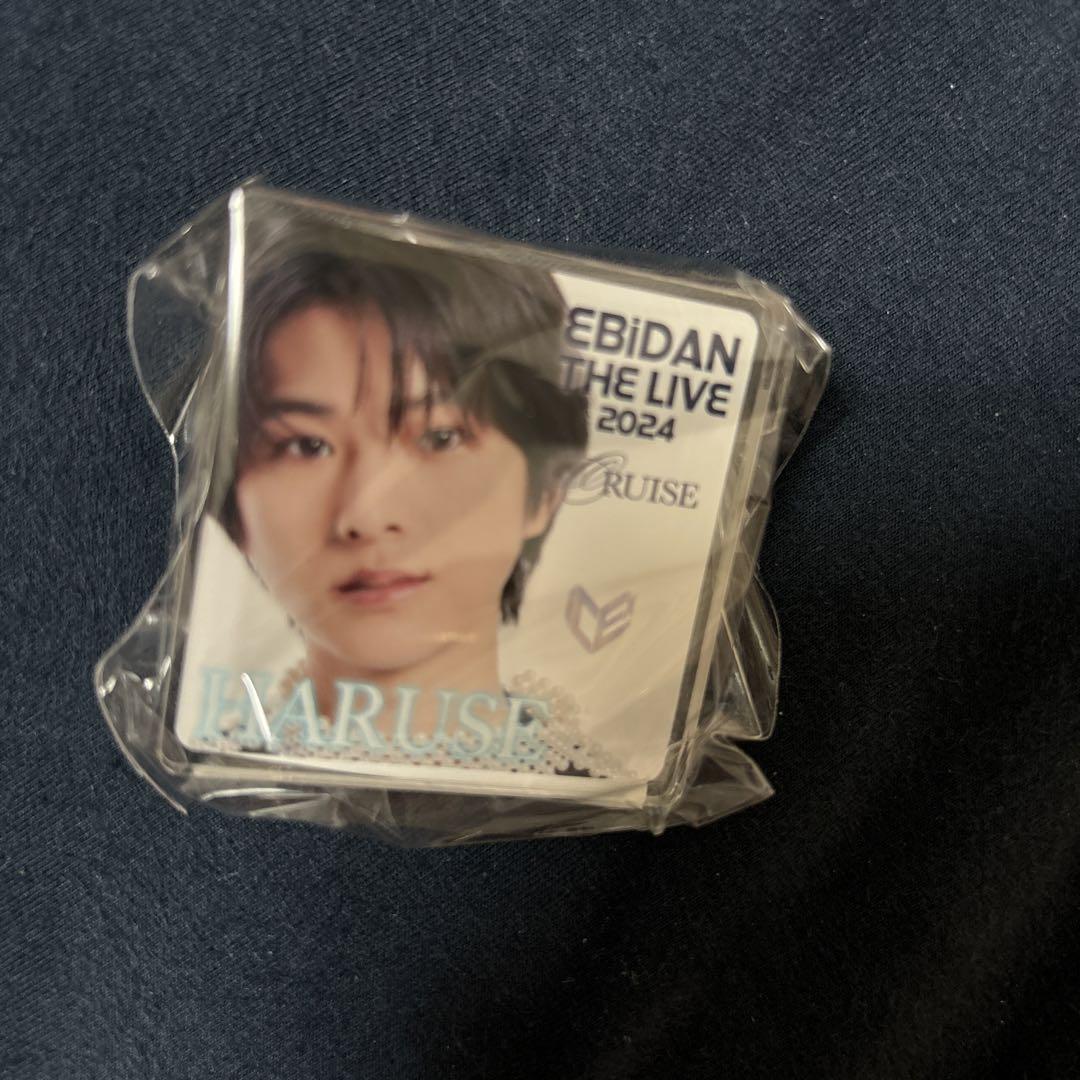 EBiDAN
THE LIVE
2024
CRUISE
HARUSE